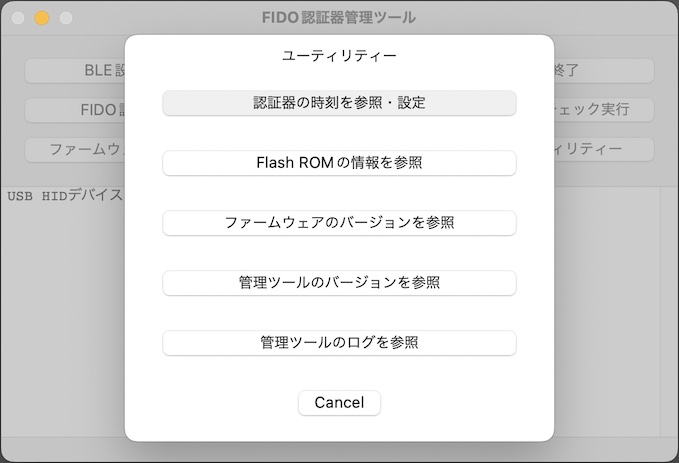 FIDO認証器管理ツール
ユーティリティー
BLE設
終了
認証器の時刻を参照・設定
FIDO認
ェック実行
Flash ROMの情報を参照
ファームウェ
ィリティー
USB HIDデバイス
ファームウェアのバージョンを参照
管理ツールのバージョンを参照
管理ツールのログを参照
Cancel